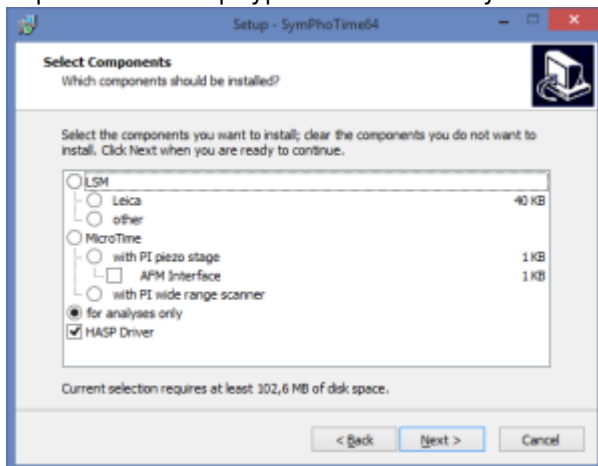 Setup - SymPhoTime64
Select Components
Which components should be installed?
Select the components you want to install; clear the components you do not want to
install. Click Next when you are ready to continue.
LSM
Leica 40 KB
other
MicroTime
with PI piezo stage 1 KB
AFM Interface 1 KB
with PI wide range scanner
for analyses only
HASP Driver
Current selection requires at least 102,6 MB of disk space.
< Back Next > Cancel